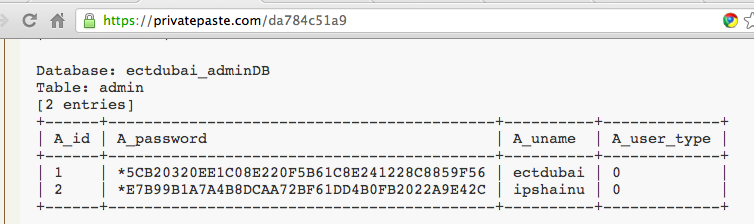 https://privatepaste.com/da784c51a9
Database: ectdubai_adminDB
Table: admin
[2 entries]
+------+-------------------------------------------+----------+-------------+
| A_id | A_password                                | A_uname  | A_user_type |
+------+-------------------------------------------+----------+-------------+
| 1    | *5CB20320EE1C08E220F5B61C8E241228C8859F56 | ectdubai | 0           |
| 2    | *E7B99B1A7A4B8DCAA72BF61DD4B0FB2022A9E42C | ipshainu | 0           |
+------+-------------------------------------------+----------+-------------+